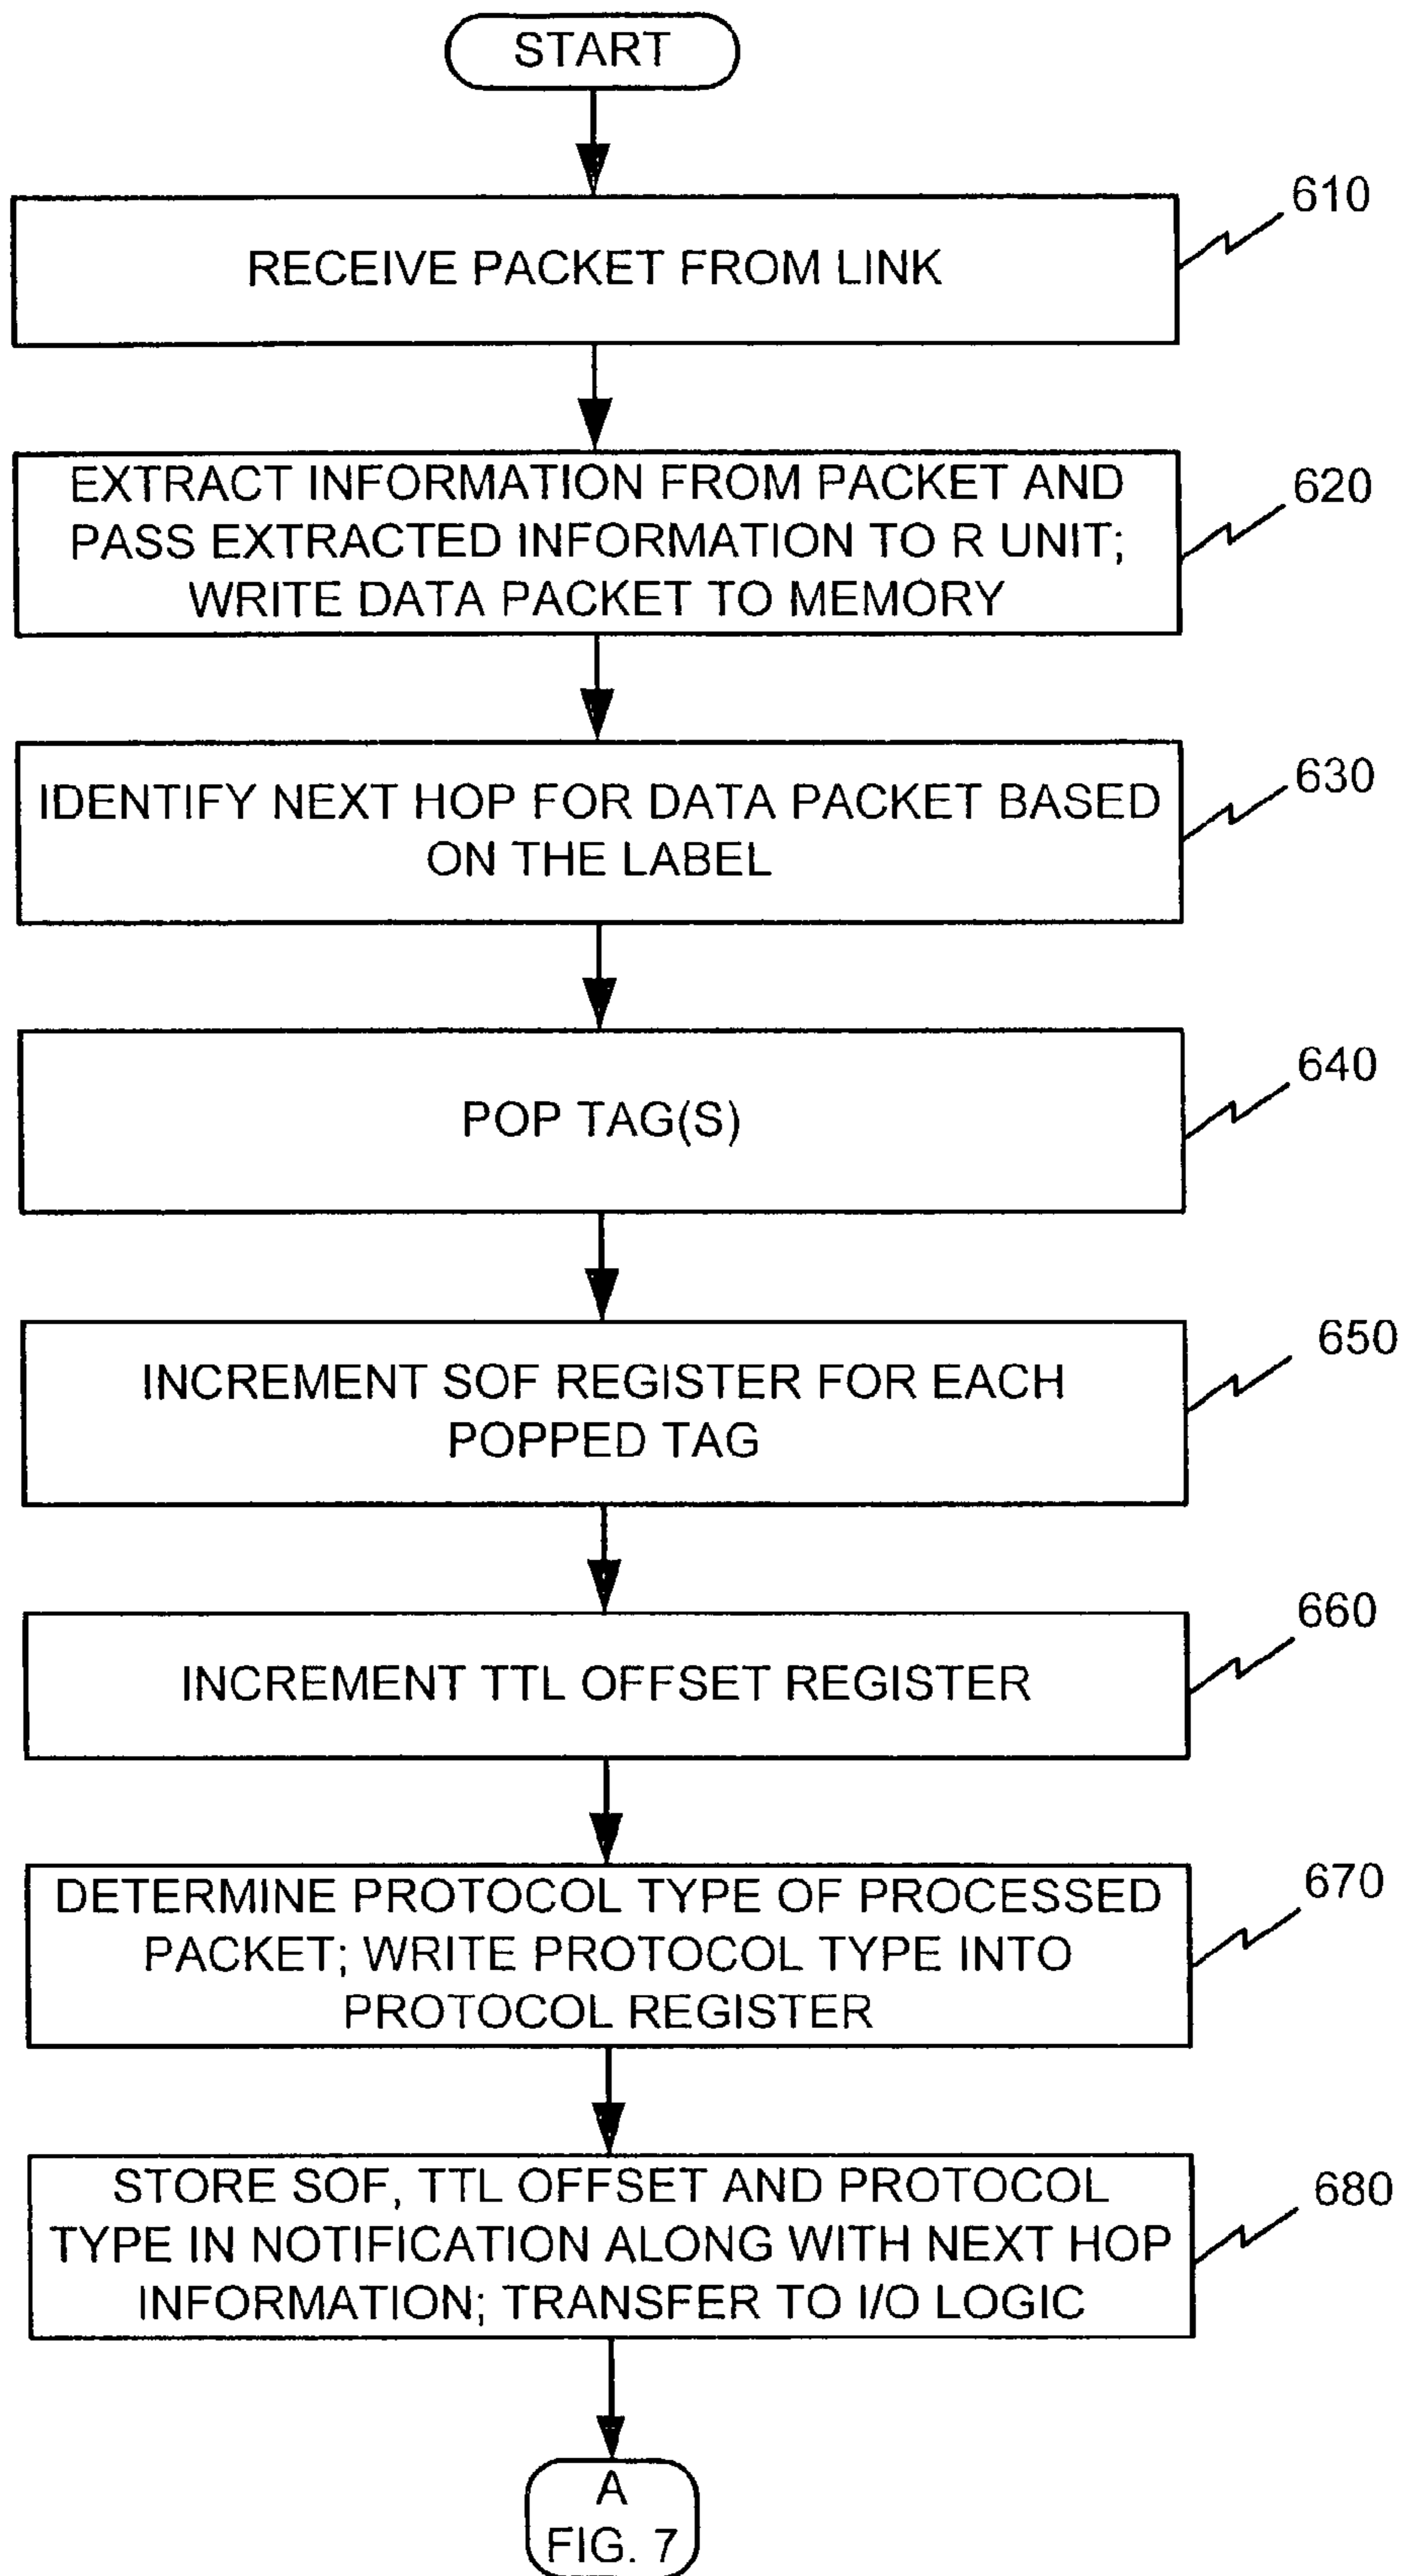 START
610
RECEIVE PACKET FROM LINK
620
EXTRACT INFORMATION FROM PACKET AND
PASS EXTRACTED INFORMATION TO R UNIT;
WRITE DATA PACKET TO MEMORY
630
IDENTIFY NEXT HOP FOR DATA PACKET BASED
ON THE LABEL
640
POP TAG(S)
650
INCREMENT SOF REGISTER FOR EACH
POPPED TAG
660
INCREMENT TTL OFFSET REGISTER
670
DETERMINE PROTOCOL TYPE OF PROCESSED
PACKET; WRITE PROTOCOL TYPE INTO
PROTOCOL REGISTER
680
STORE SOF, TTL OFFSET AND PROTOCOL
TYPE IN NOTIFICATION ALONG WITH NEXT HOP
INFORMATION; TRANSFER TO I/O LOGIC
A
FIG. 7